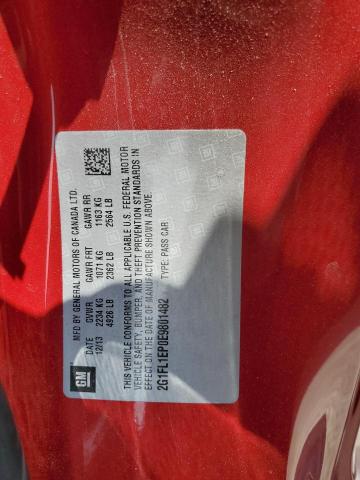 GM
MFD BY GENERAL MOTORS OF CANADA LTD.
DATE GVWR GAWR FRT GAWR RR
12/13 2234 KG 1071 KG 1163 KG
4926 LB 2362 LB 2564 LB
THIS VEHICLE CONFORMS TO ALL APPLICABLE U.S. FEDERAL MOTOR
VEHICLE SAFETY, BUMPER, AND THEFT PREVENTION STANDARDS IN
EFFECT ON THE DATE OF MANUFACTURE SHOWN ABOVE.
2G1FL1EP0E9801482 TYPE: PASS CAR